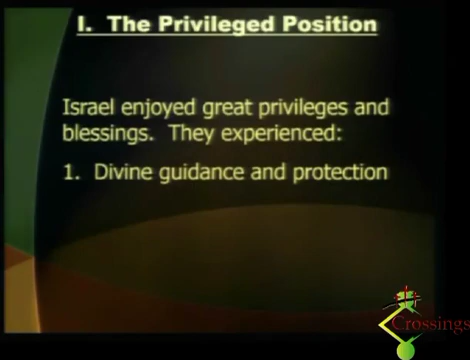 I. The Privileged Position
Israel enjoyed great privileges and
blessings. They experienced:
1. Divine guidance and protection
Crossings